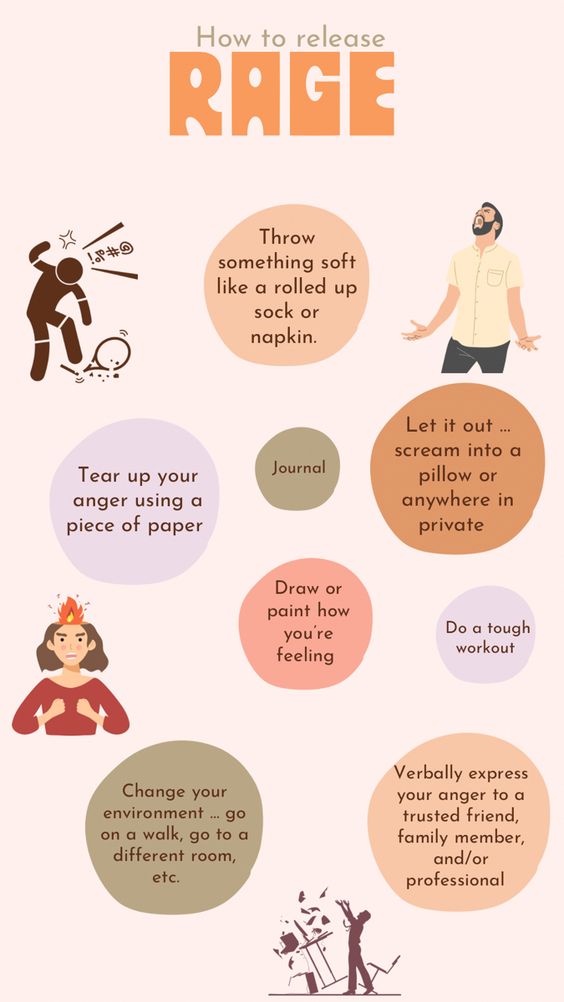 How to release
RAGE
Throw
something soft
like a rolled up
sock or
napkin.
@#%!
Let it out ...
scream into a
pillow or
anywhere in
private
Journal
Tear up your
anger using a
piece of paper
Draw or
paint how
you're
feeling
Do a tough
workout
Change your
environment ... go
on a walk, go to a
different room,
etc.
Verbally express
your anger to a
trusted friend,
family member,
and/or
professional